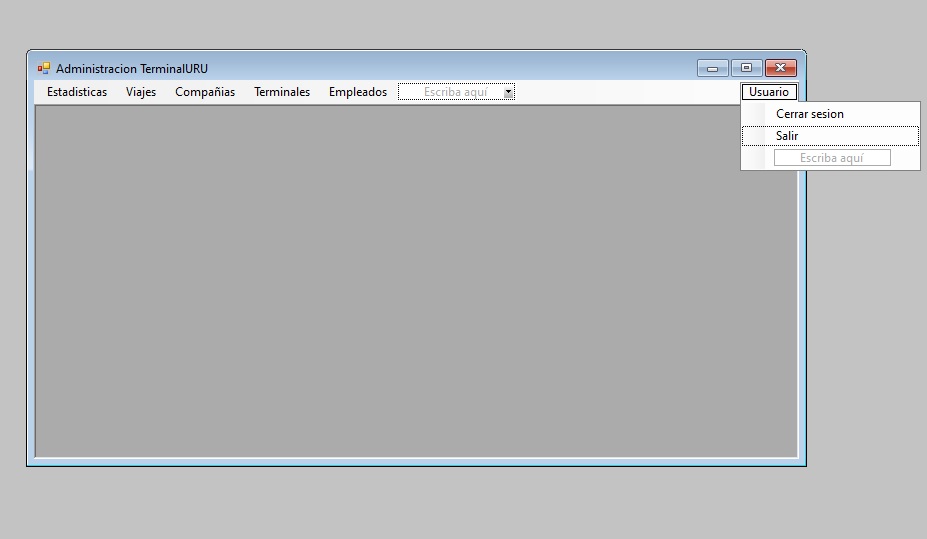 Administracion TerminalURU
Estadisticas Viajes Compañias Terminales Empleados Escriba aquí Usuario
Cerrar sesion
Salir
Escriba aquí